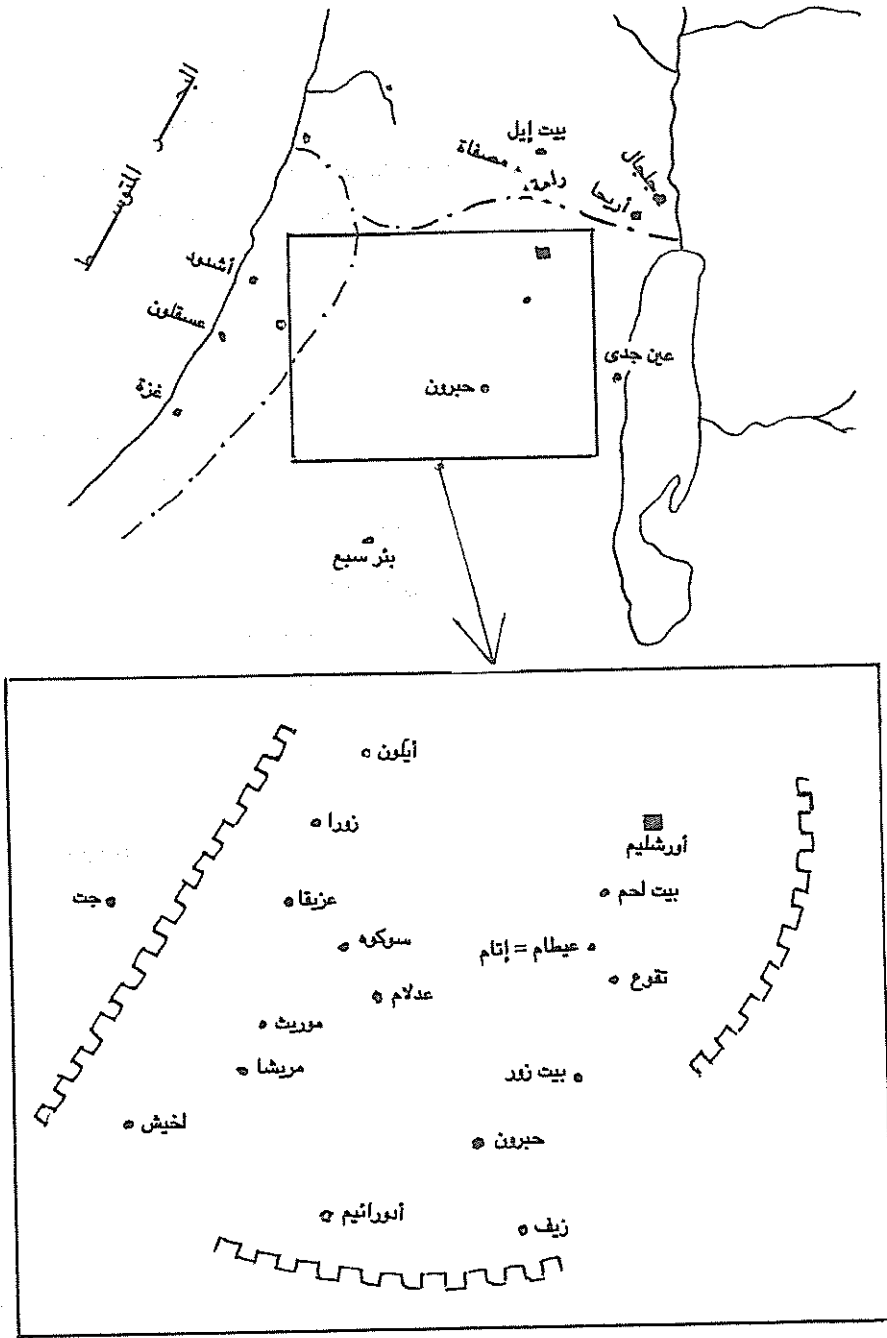 البحر
المتوسط
بيت إيل
مصفاة
رامة
جلجال
أريحا
أشدود
عسقلون
غزة
عين جدى
حبرون
بئر سبع
أيلون
زورا
أورشليم
عزيقا
جت
بيت لحم
سوكوه
عيطام = إتام
تقوع
عدلام
موريث
مريشا
بيت زور
لخيش
حبرون
أدورائيم
زيف